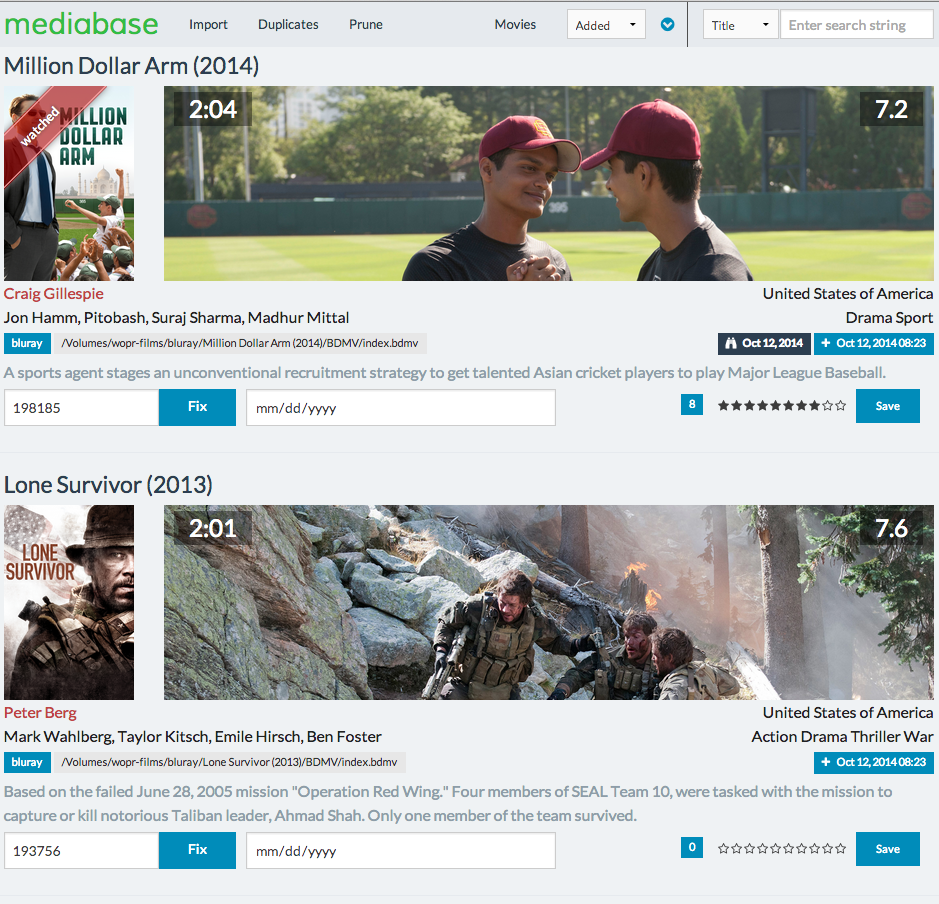 mediabase Import Duplicates Prune Movies Added Title Enter search string
Million Dollar Arm (2014)
watched
MILLION
DOLLAR
ARM
2:04
7.2
395
Craig Gillespie
United States of America
Jon Hamm, Pitobash, Suraj Sharma, Madhur Mittal
Drama Sport
bluray /Volumes/wopr-films/bluray/Million Dollar Arm (2014)/BDMV/index.bdmv
Oct 12, 2014 + Oct 12, 2014 08:23
A sports agent stages an unconventional recruitment strategy to get talented Asian cricket players to play Major League Baseball.
198185 Fix mm/dd/yyyy 8 Save
Lone Survivor (2013)
LONE
SURVIVOR
2:01
7.6
Peter Berg
United States of America
Mark Wahlberg, Taylor Kitsch, Emile Hirsch, Ben Foster
Action Drama Thriller War
bluray /Volumes/wopr-films/bluray/Lone Survivor (2013)/BDMV/index.bdmv
+ Oct 12, 2014 08:23
Based on the failed June 28, 2005 mission "Operation Red Wing." Four members of SEAL Team 10, were tasked with the mission to
capture or kill notorious Taliban leader, Ahmad Shah. Only one member of the team survived.
193756 Fix mm/dd/yyyy 0 Save